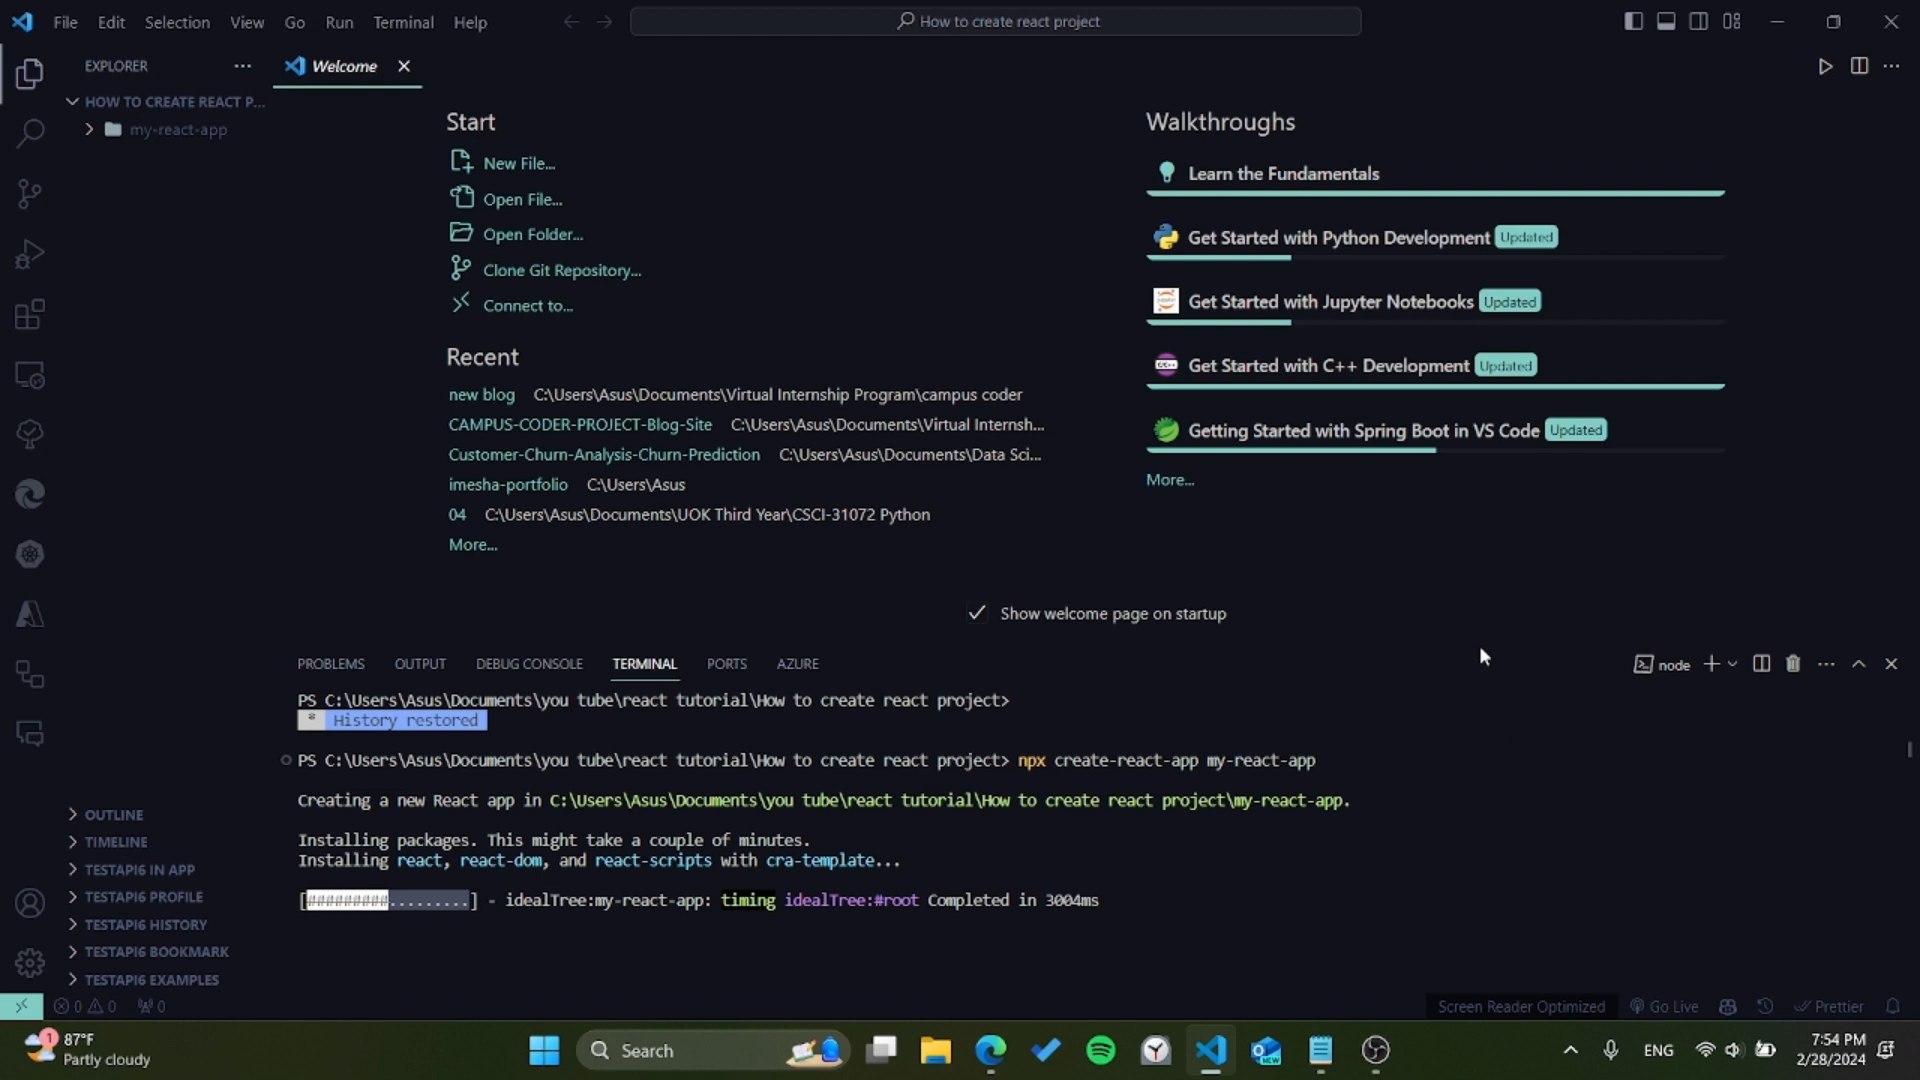 File Edit Selection View Go Run Terminal Help
How to create react project
EXPLORER
Welcome
HOW TO CREATE REACT P...
my-react-app
Start
New File...
Open File...
Open Folder...
Clone Git Repository...
Connect to...
Recent
new blog C:\Users\Asus\Documents\Virtual Internship Program\campus coder
CAMPUS-CODER-PROJECT-Blog-Site C:\Users\Asus\Documents\Virtual Internsh...
Customer-Churn-Analysis-Churn-Prediction C:\Users\Asus\Documents\Data Sci...
imesha-portfolio C:\Users\Asus
04 C:\Users\Asus\Documents\UOK Third Year\CSCI-31072 Python
More...
Walkthroughs
Learn the Fundamentals
Get Started with Python Development Updated
Get Started with Jupyter Notebooks Updated
Get Started with C++ Development Updated
Getting Started with Spring Boot in VS Code Updated
More...
Show welcome page on startup
PROBLEMS OUTPUT DEBUG CONSOLE TERMINAL PORTS AZURE
node
PS C:\Users\Asus\Documents\you tube\react tutorial\How to create react project>
* History restored
PS C:\Users\Asus\Documents\you tube\react tutorial\How to create react project> npx create-react-app my-react-app
Creating a new React app in C:\Users\Asus\Documents\you tube\react tutorial\How to create react project\my-react-app.
Installing packages. This might take a couple of minutes.
Installing react, react-dom, and react-scripts with cra-template...
[#########.........] - idealTree:my-react-app: timing idealTree:#root Completed in 3004ms
OUTLINE
TIMELINE
TESTAPI6 IN APP
TESTAPI6 PROFILE
TESTAPI6 HISTORY
TESTAPI6 BOOKMARK
TESTAPI6 EXAMPLES
0 0 0
Screen Reader Optimized Go Live Prettier
1
87°F
Partly cloudy
Search
NEW
ENG
7:54 PM
2/28/2024